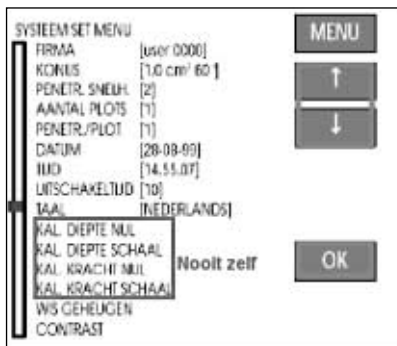 SYSTEEM SET MENU
FIRMA [user 0000]
KONUS [1.0 cm² 60°]
PENETR. SNELH. [2]
AANTAL PLOTS [1]
PENETR./PLOT [1]
DATUM [28-08-99]
TIJD [14.55.07]
UITSCHAKELTIJD [10]
TAAL [NEDERLANDS]
KAL. DIEPTE NUL
KAL. DIEPTE SCHAAL
KAL. KRACHT NUL
KAL. KRACHT SCHAAL
WIS GEHEUGEN
CONTRAST
Nooit zelf
MENU
↑
↓
OK